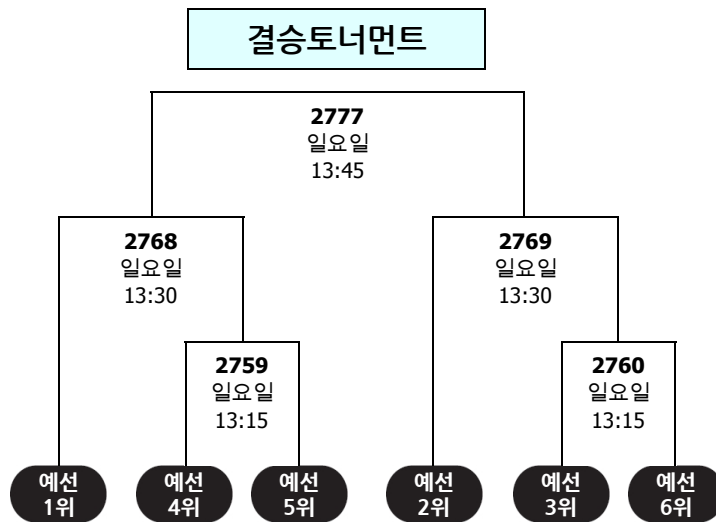 결승토너먼트
2777
일요일
13:45
2768
일요일
13:30
2769
일요일
13:30
2759
일요일
13:15
2760
일요일
13:15
예선
1위
예선
4위
예선
5위
예선
2위
예선
3위
예선
6위